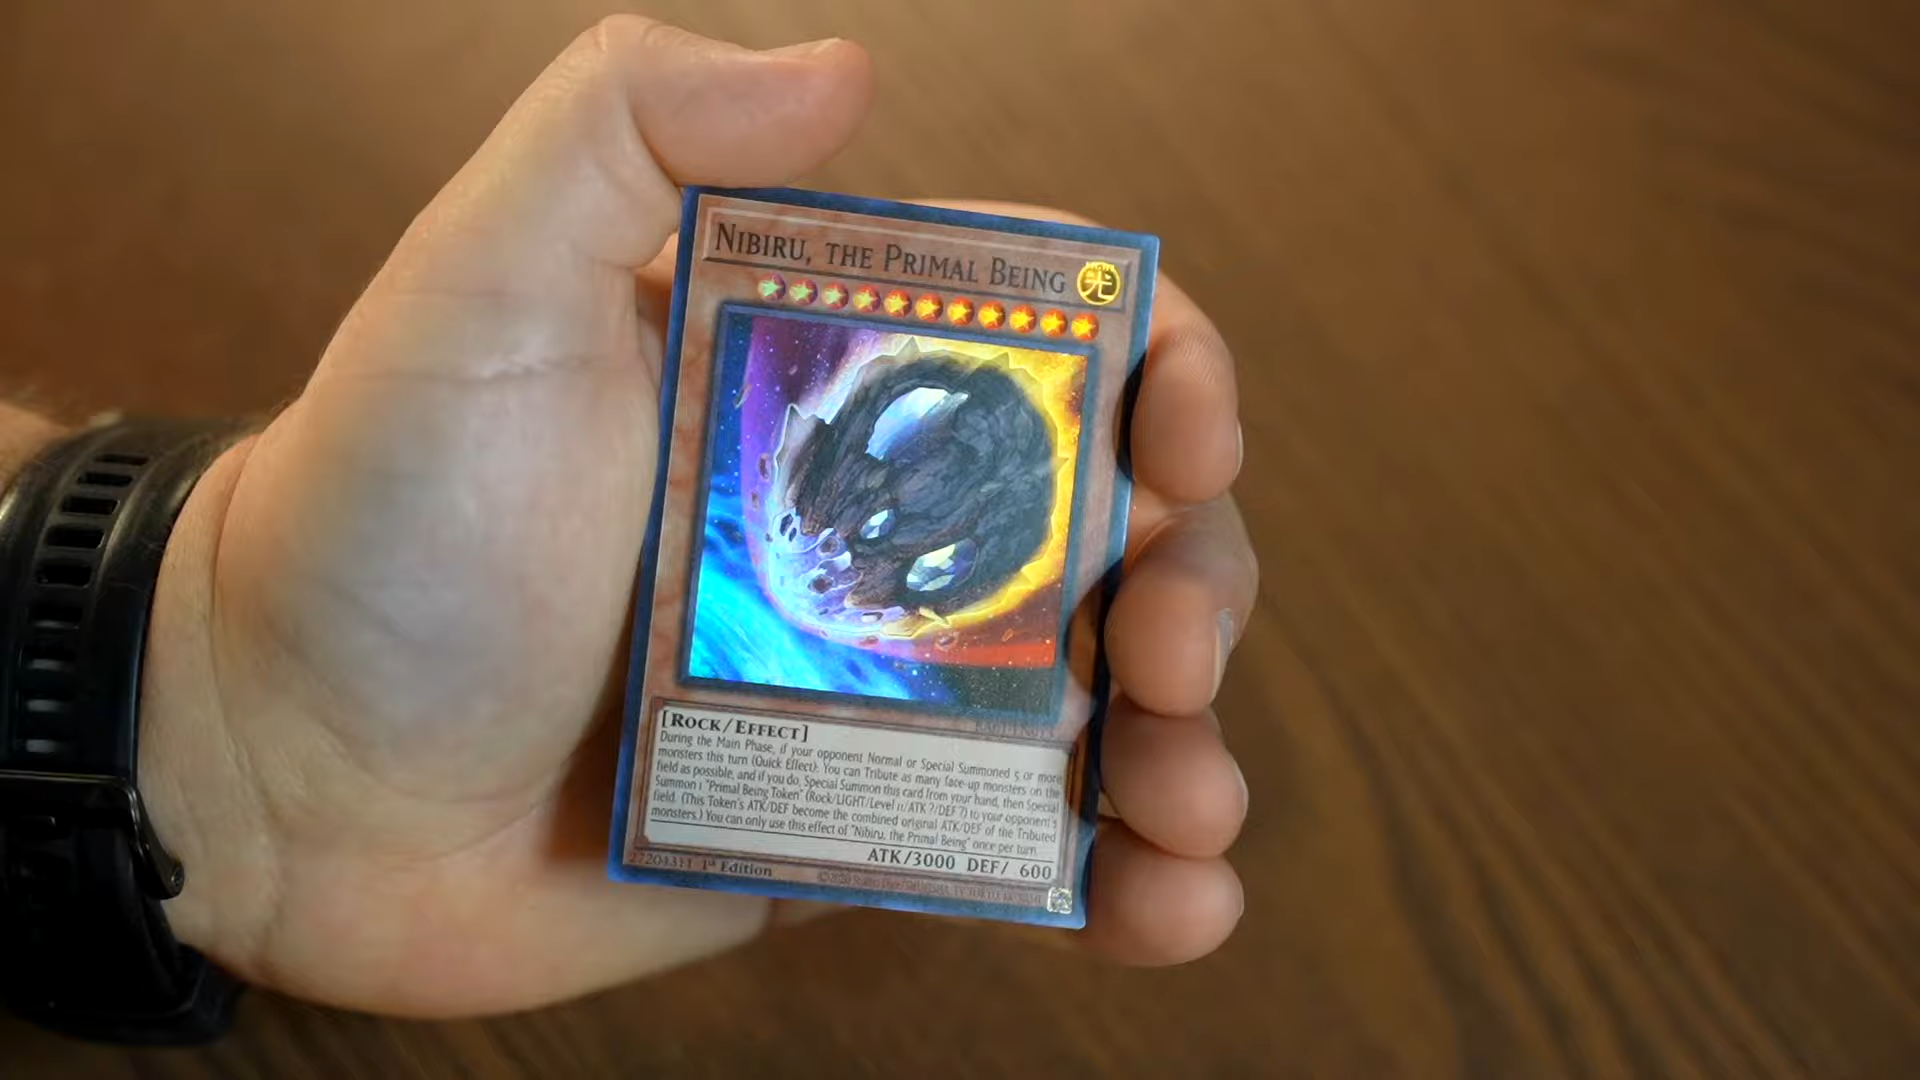 NIBIRU, THE PRIMAL BEING
光
[ROCK/EFFECT]
During the Main Phase, if your opponent Normal or Special Summoned 5 or more
monsters this turn (Quick Effect): You can Tribute as many face-up monsters on the
field as possible, and if you do, Special Summon this card from your hand, then Special
Summon 1 "Primal Being Token" (Rock/LIGHT/Level 11/ATK ?/DEF ?) to your opponent's
field. (This Token's ATK/DEF become the combined original ATK/DEF of the Tributed
monsters.) You can only use this effect of "Nibiru, the Primal Being" once per turn.
ATK/3000 DEF/ 600
27204311 1st Edition